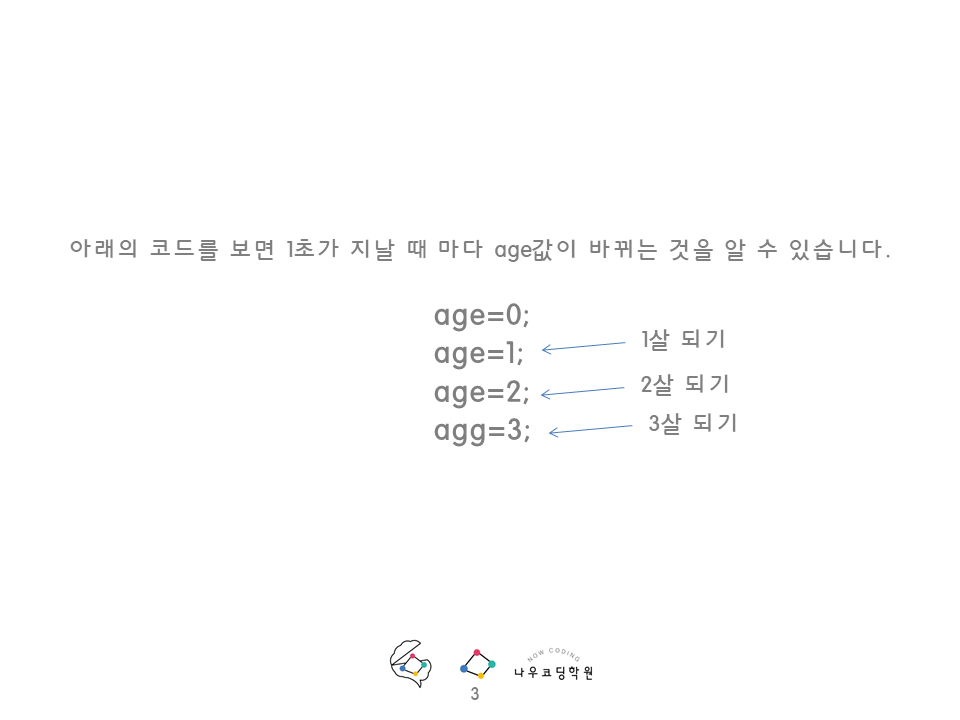 아래의 코드를 보면 1초가 지날 때 마다 age값이 바뀌는 것을 알 수 있습니다.
age=0;
age=1;
1살 되기
age=2;
2살 되기
agg=3;
3살 되기
NOW CODING
나우코딩학원
3